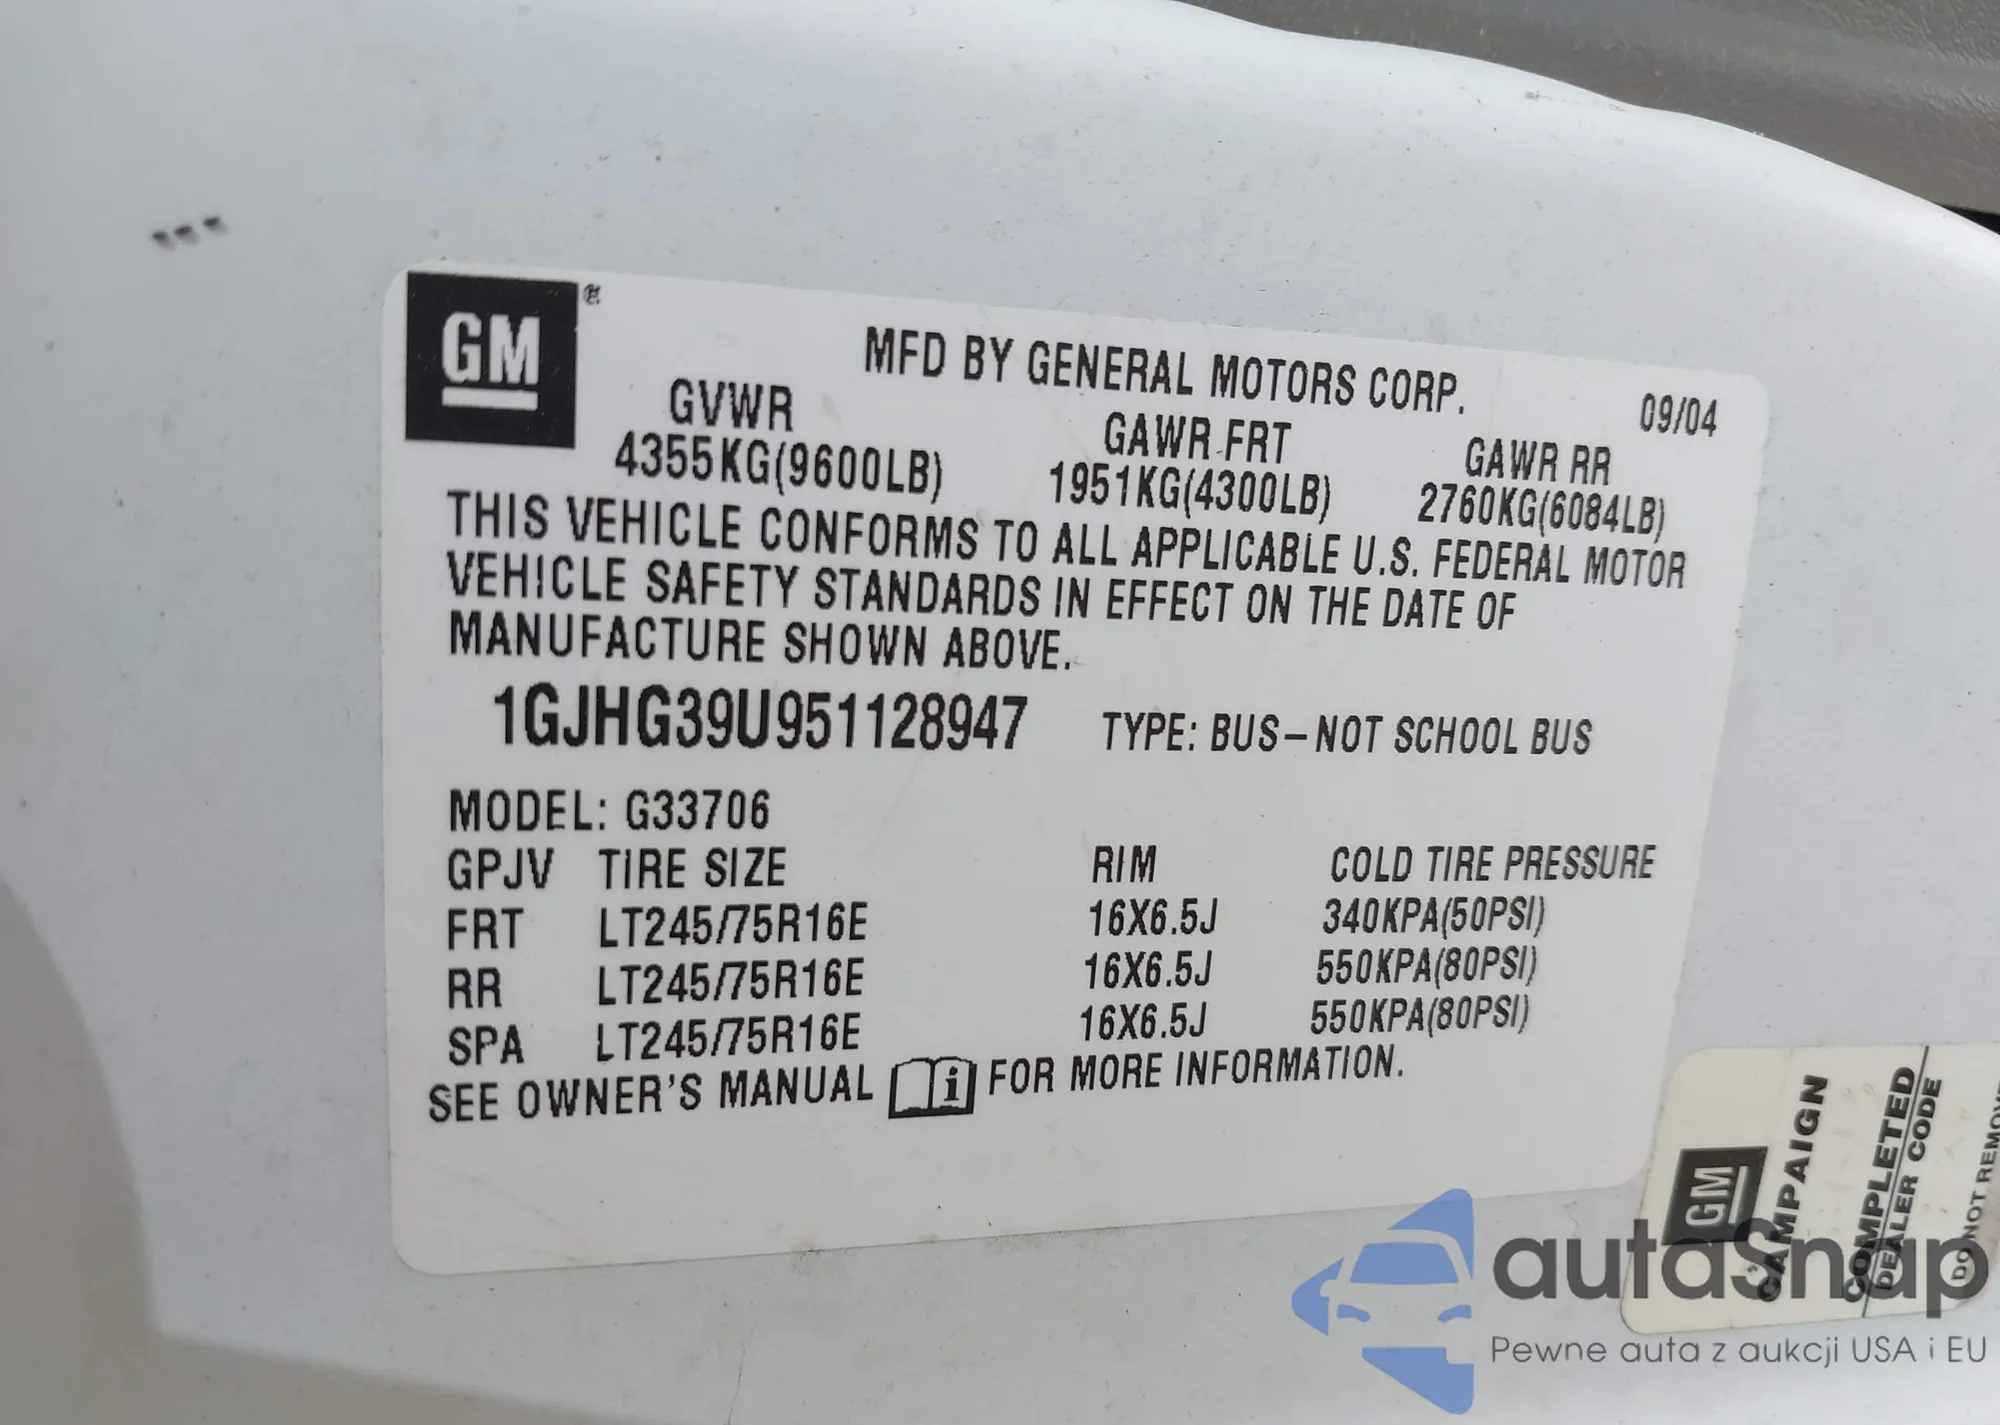 GM®
MFD BY GENERAL MOTORS CORP. 09/04
GVWR GAWR FRT GAWR RR
4355KG(9600LB) 1951KG(4300LB) 2760KG(6084LB)
THIS VEHICLE CONFORMS TO ALL APPLICABLE U.S. FEDERAL MOTOR
VEHICLE SAFETY STANDARDS IN EFFECT ON THE DATE OF
MANUFACTURE SHOWN ABOVE.
1GJHG39U951128947 TYPE: BUS-NOT SCHOOL BUS
MODEL: G33706
GPJV TIRE SIZE RIM COLD TIRE PRESSURE
FRT LT245/75R16E 16X6.5J 340KPA(50PSI)
RR LT245/75R16E 16X6.5J 550KPA(80PSI)
SPA LT245/75R16E 16X6.5J 550KPA(80PSI)
SEE OWNER'S MANUAL i FOR MORE INFORMATION.
GM
CAMPAIGN
COMPLETED
DEALER CODE
DO NOT REMOVE
autaSnap
Pewne auta z aukcji USA i EU